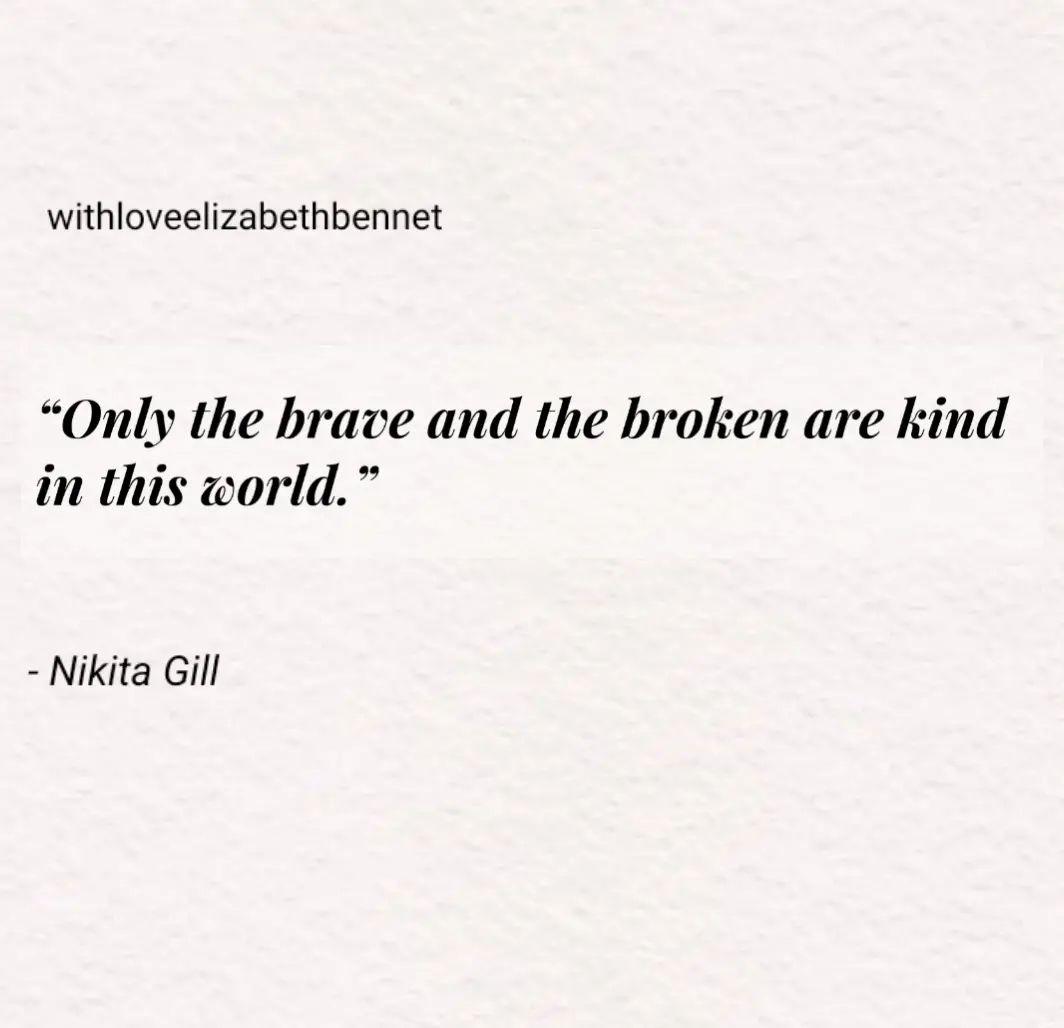 withloveelizabethbennet
“Only the brave and the broken are kind
in this world.”
- Nikita Gill